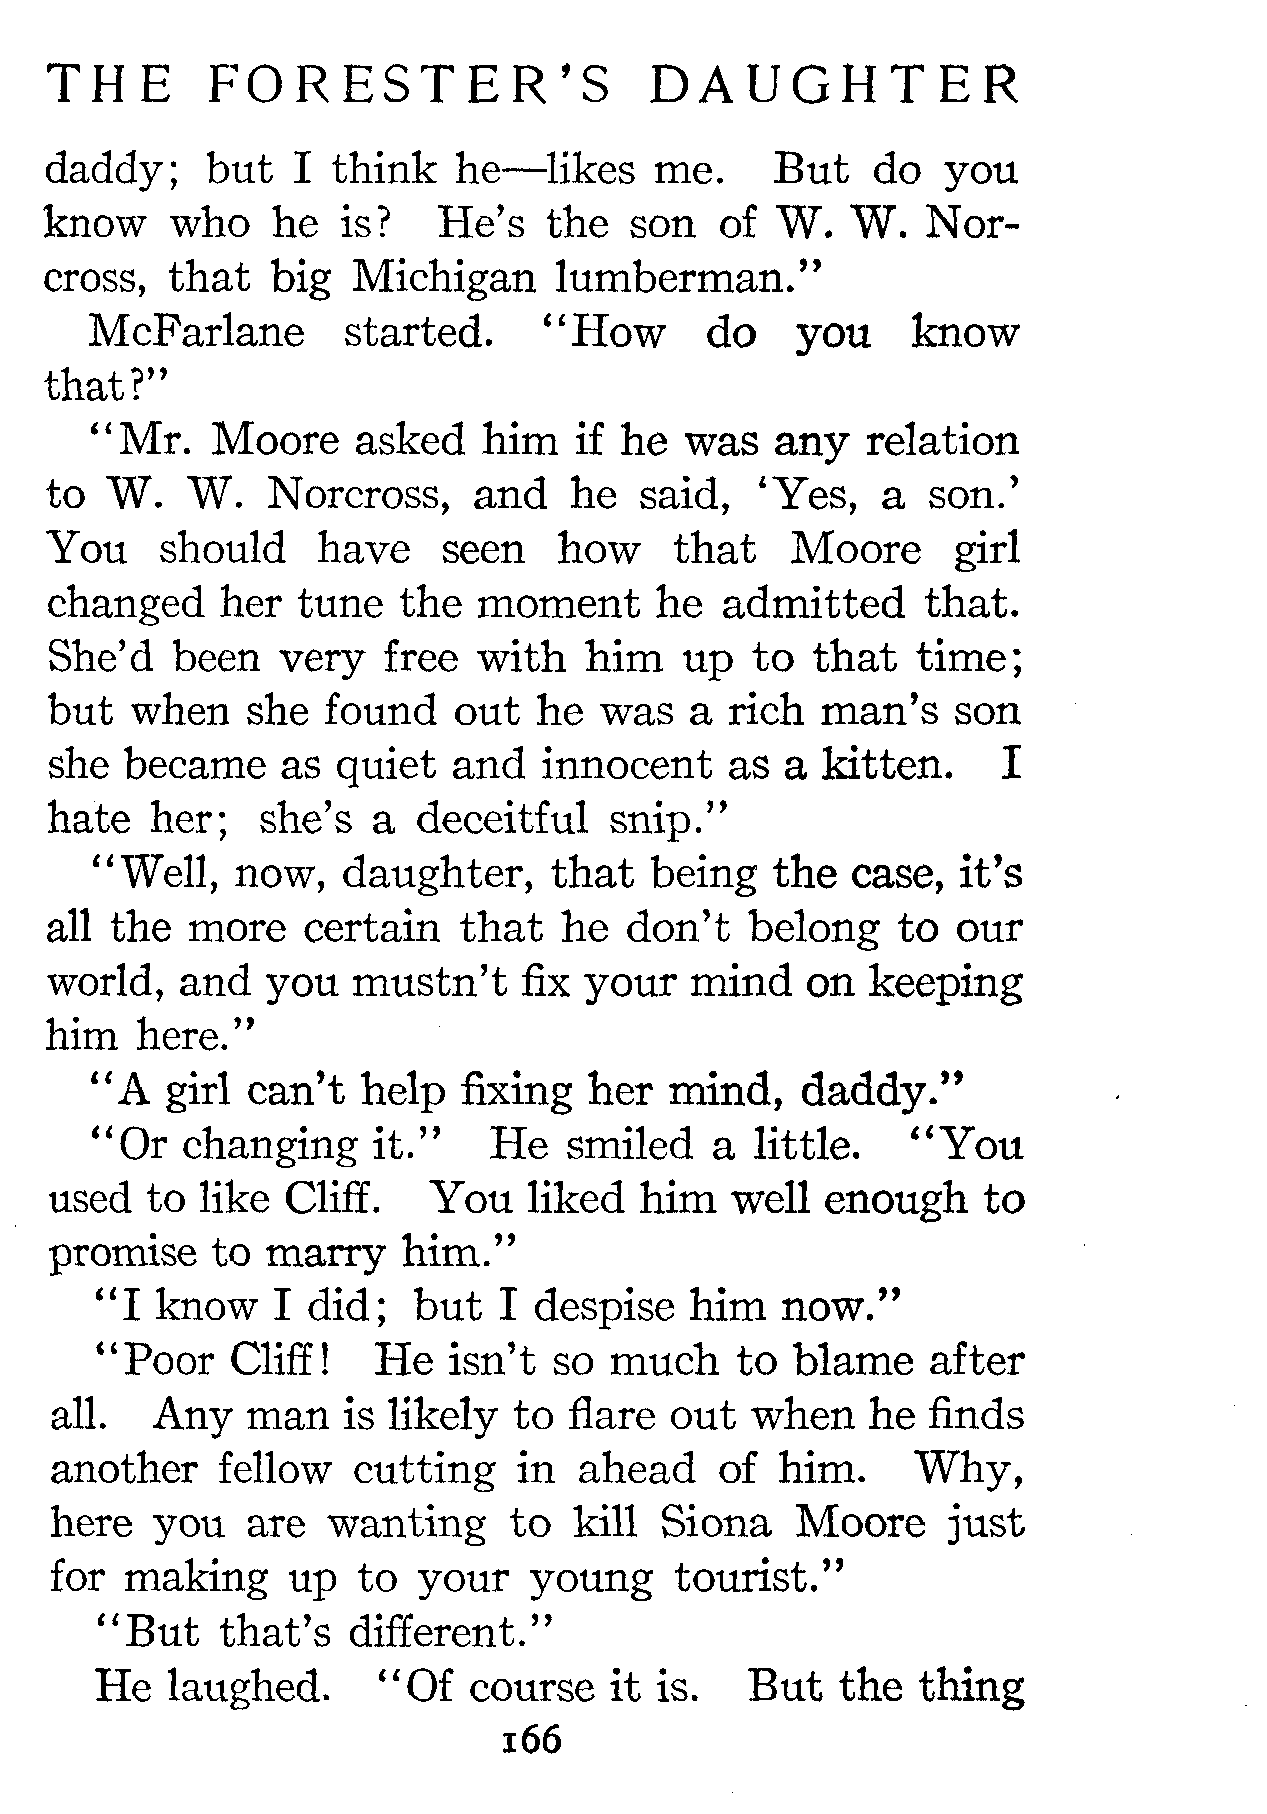 THE FORESTER'S DAUGHTER
daddy; but I think he—likes me. But do you
know who he is? He's the son of W. W. Nor-
cross, that big Michigan lumberman."
McFarlane started. "How do you know
that?"
"Mr. Moore asked him if he was any relation
to W. W. Norcross, and he said, 'Yes, a son.'
You should have seen how that Moore girl
changed her tune the moment he admitted that.
She'd been very free with him up to that time;
but when she found out he was a rich man's son
she became as quiet and innocent as a kitten. I
hate her; she's a deceitful snip."
"Well, now, daughter, that being the case, it's
all the more certain that he don't belong to our
world, and you mustn't fix your mind on keeping
him here."
"A girl can't help fixing her mind, daddy."
"Or changing it." He smiled a little. "You
used to like Cliff. You liked him well enough to
promise to marry him."
"I know I did; but I despise him now."
"Poor Cliff! He isn't so much to blame after
all. Any man is likely to flare out when he finds
another fellow cutting in ahead of him. Why,
here you are wanting to kill Siona Moore just
for making up to your young tourist."
"But that's different."
He laughed. "Of course it is. But the thing
166